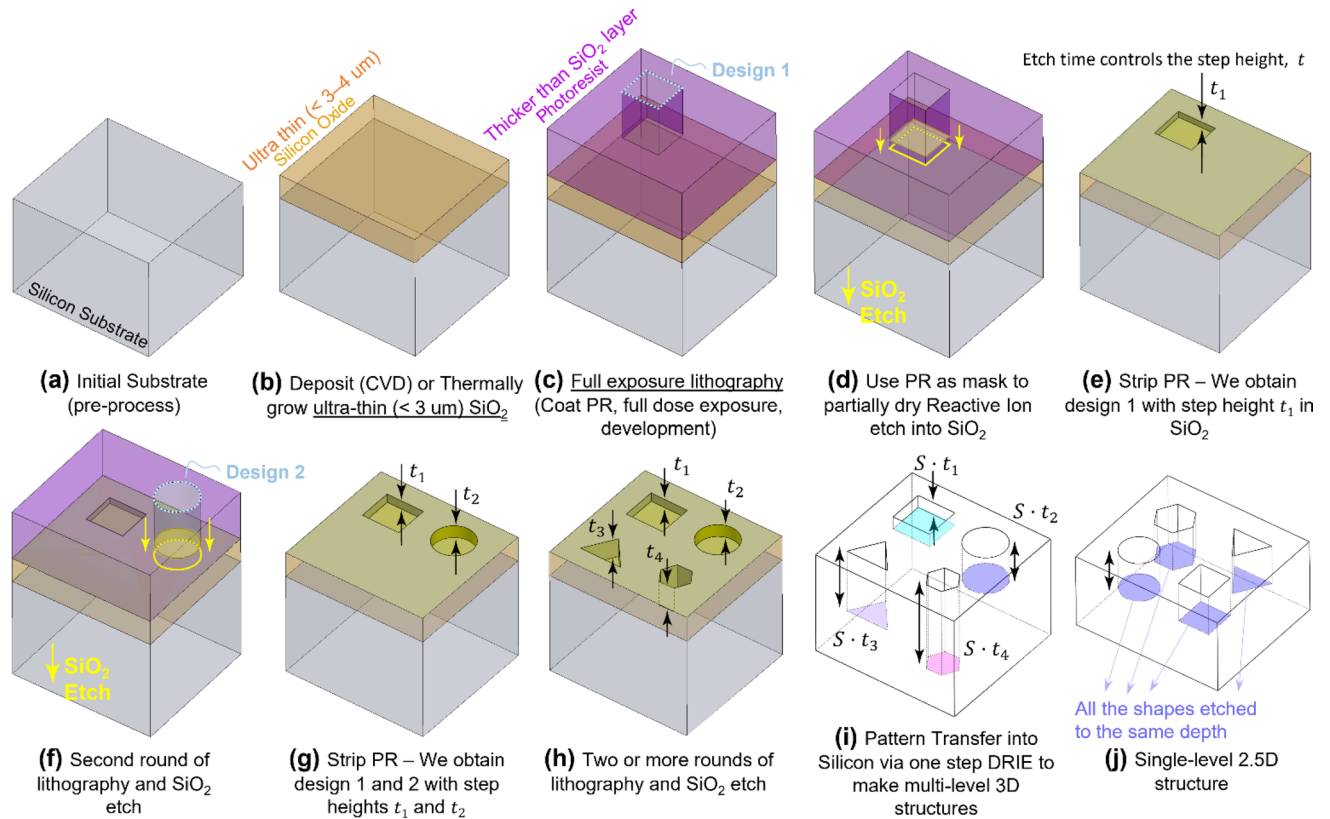 Ultra thin (< 3–4 um)
Silicon Oxide
Thicker than SiO₂ layer
Photoresist
Design 1
Etch time controls the step height, t
t₁
Silicon Substrate
SiO₂
Etch
(a) Initial Substrate
(pre-process)
(b) Deposit (CVD) or Thermally
grow ultra-thin (< 3 um) SiO₂
(c) Full exposure lithography
(Coat PR, full dose exposure,
development)
(d) Use PR as mask to
partially dry Reactive Ion
etch into SiO₂
(e) Strip PR – We obtain
design 1 with step height t₁ in
SiO₂
Design 2
SiO₂
Etch
t₁
t₂
t₁
t₂
t₃
t₄
S · t₁
S · t₂
S · t₃
S · t₄
All the shapes etched
to the same depth
(f) Second round of
lithography and SiO₂
etch
(g) Strip PR – We obtain
design 1 and 2 with step
heights t₁ and t₂
(h) Two or more rounds of
lithography and SiO₂ etch
(i) Pattern Transfer into
Silicon via one step DRIE to
make multi-level 3D
structures
(j) Single-level 2.5D
structure